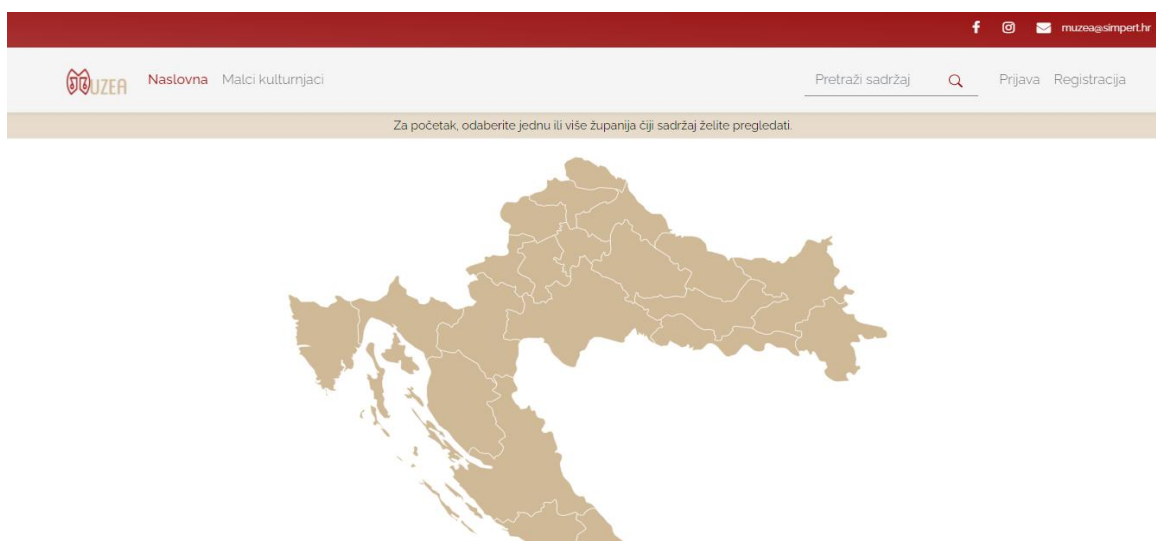 muzea@simpert.hr
MUZEA Naslovna Malci kulturnjaci Pretraži sadržaj Prijava Registracija
Za početak, odaberite jednu ili više županija čiji sadržaj želite pregledati.